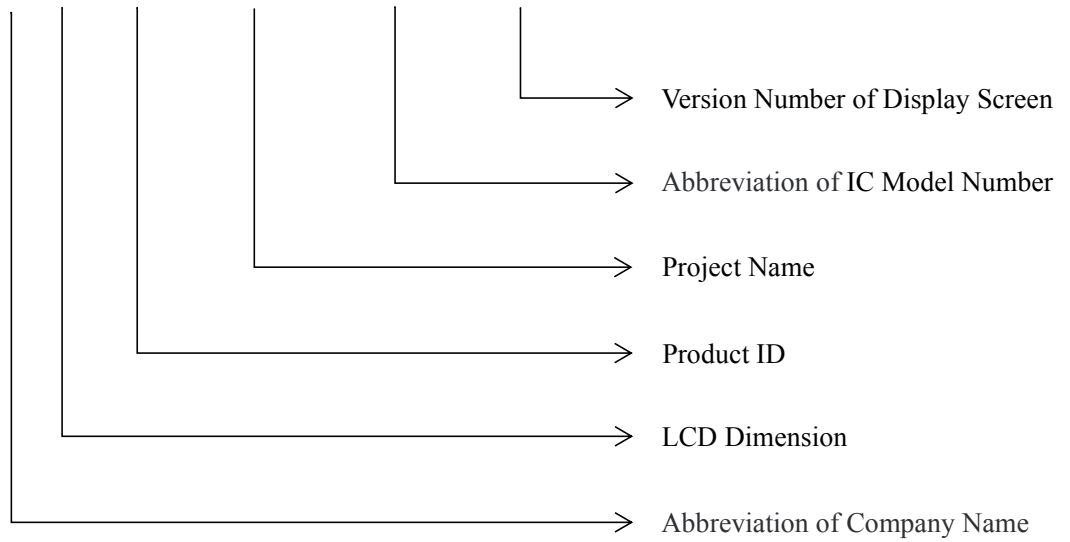 Version Number of Display Screen
Abbreviation of IC Model Number
Project Name
Product ID
LCD Dimension
Abbreviation of Company Name